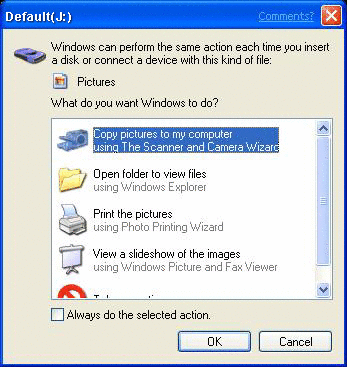 Default(J:)
Comments?
Windows can perform the same action each time you insert
a disk or connect a device with this kind of file:
Pictures
What do you want Windows to do?
Copy pictures to my computer
using The Scanner and Camera Wizard
Open folder to view files
using Windows Explorer
Print the pictures
using Photo Printing Wizard
View a slideshow of the images
using Windows Picture and Fax Viewer
Always do the selected action.
OK
Cancel